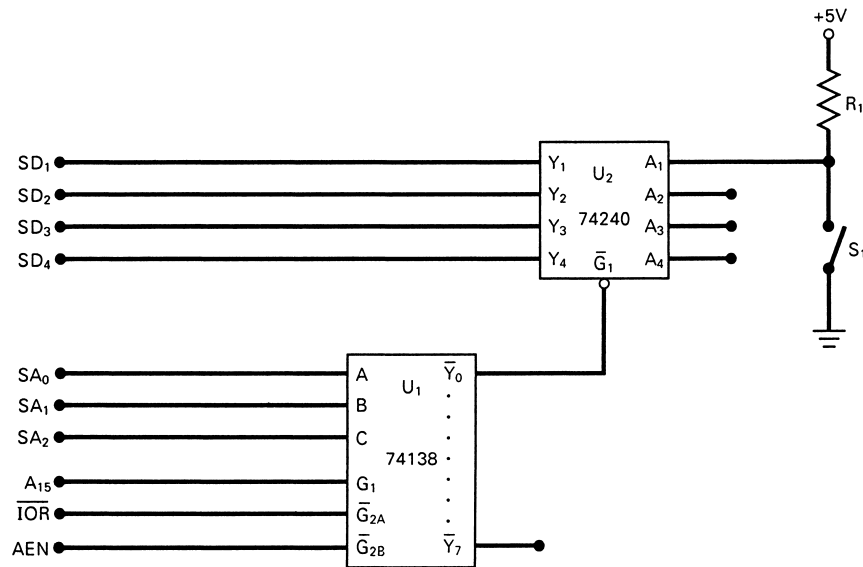 +5V
R₁
SD₁ Y₁ U₂ A₁
SD₂ Y₂ A₂
SD₃ Y₃ 74240 A₃
SD₄ Y₄ G̅₁ A₄
S₁
SA₀ A U₁ Y̅₀
SA₁ B
SA₂ C
74138
A₁₅ G₁
I̅O̅R̅ G̅₂A
AEN G̅₂B Y̅₇